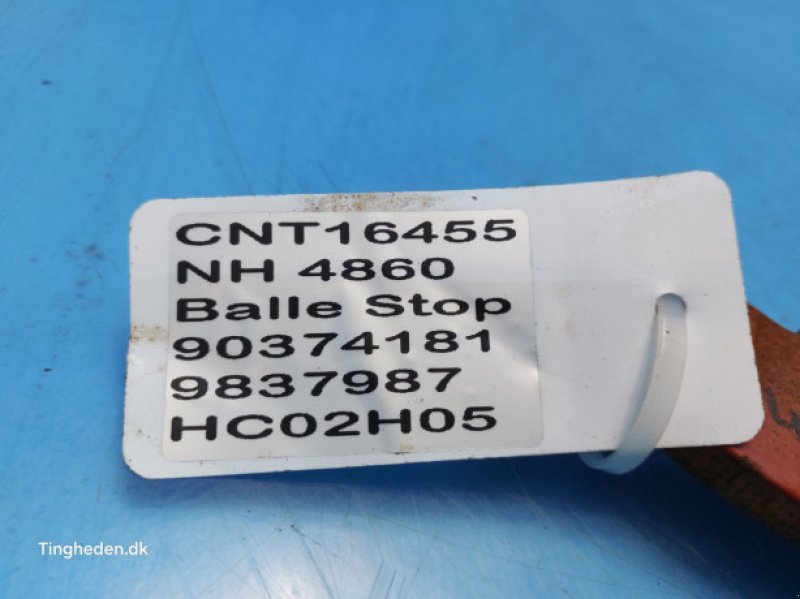 CNT16455
NH 4860
Balle Stop
90374181
9837987
HC02H05
Tingheden.dk